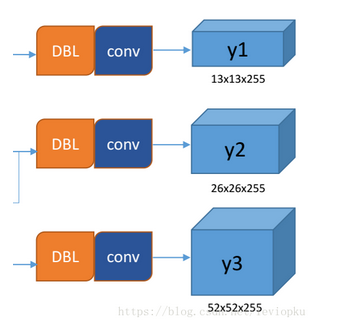 DBL conv y1
13x13x255
DBL conv y2
26x26x255
DBL conv y3
52x52x255